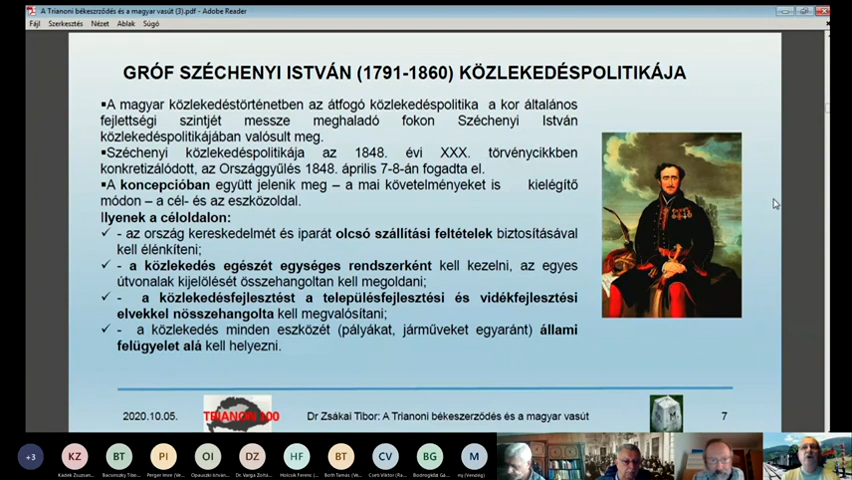 A Trianoni békeszrződés és a magyar vasút (3).pdf - Adobe Reader
Fájl Szerkesztés Nézet Ablak Súgó
GRÓF SZÉCHENYI ISTVÁN (1791-1860) KÖZLEKEDÉSPOLITIKÁJA
▪A magyar közlekedéstörténetben az átfogó közlekedéspolitika a kor általános
fejlettségi szintjét messze meghaladó fokon Széchenyi István
közlekedéspolitikájában valósult meg.
▪Széchenyi közlekedéspolitikája az 1848. évi XXX. törvénycikkben
konkretizálódott, az Országgyűlés 1848. április 7-8-án fogadta el.
▪A koncepcióban együtt jelenik meg – a mai követelményeket is kielégítő
módon – a cél- és az eszközoldal.
Ilyenek a céloldalon:
✓ - az ország kereskedelmét és iparát olcsó szállítási feltételek biztosításával
kell élénkíteni;
✓ - a közlekedés egészét egységes rendszerként kell kezelni, az egyes
útvonalak kijelölését összehangoltan kell megoldani;
✓ - a közlekedésfejlesztést a településfejlesztési és vidékfejlesztési
elvekkel nösszehangolta kell megvalósítani;
✓ - a közlekedés minden eszközét (pályákat, járműveket egyaránt) állami
felügyelet alá kell helyezni.
2020.10.05. TRIANON 100 Dr Zsákai Tibor: A Trianoni békeszerződés és a magyar vasút 7
+3 KZ BT PI OI DZ HF BT CV BG M